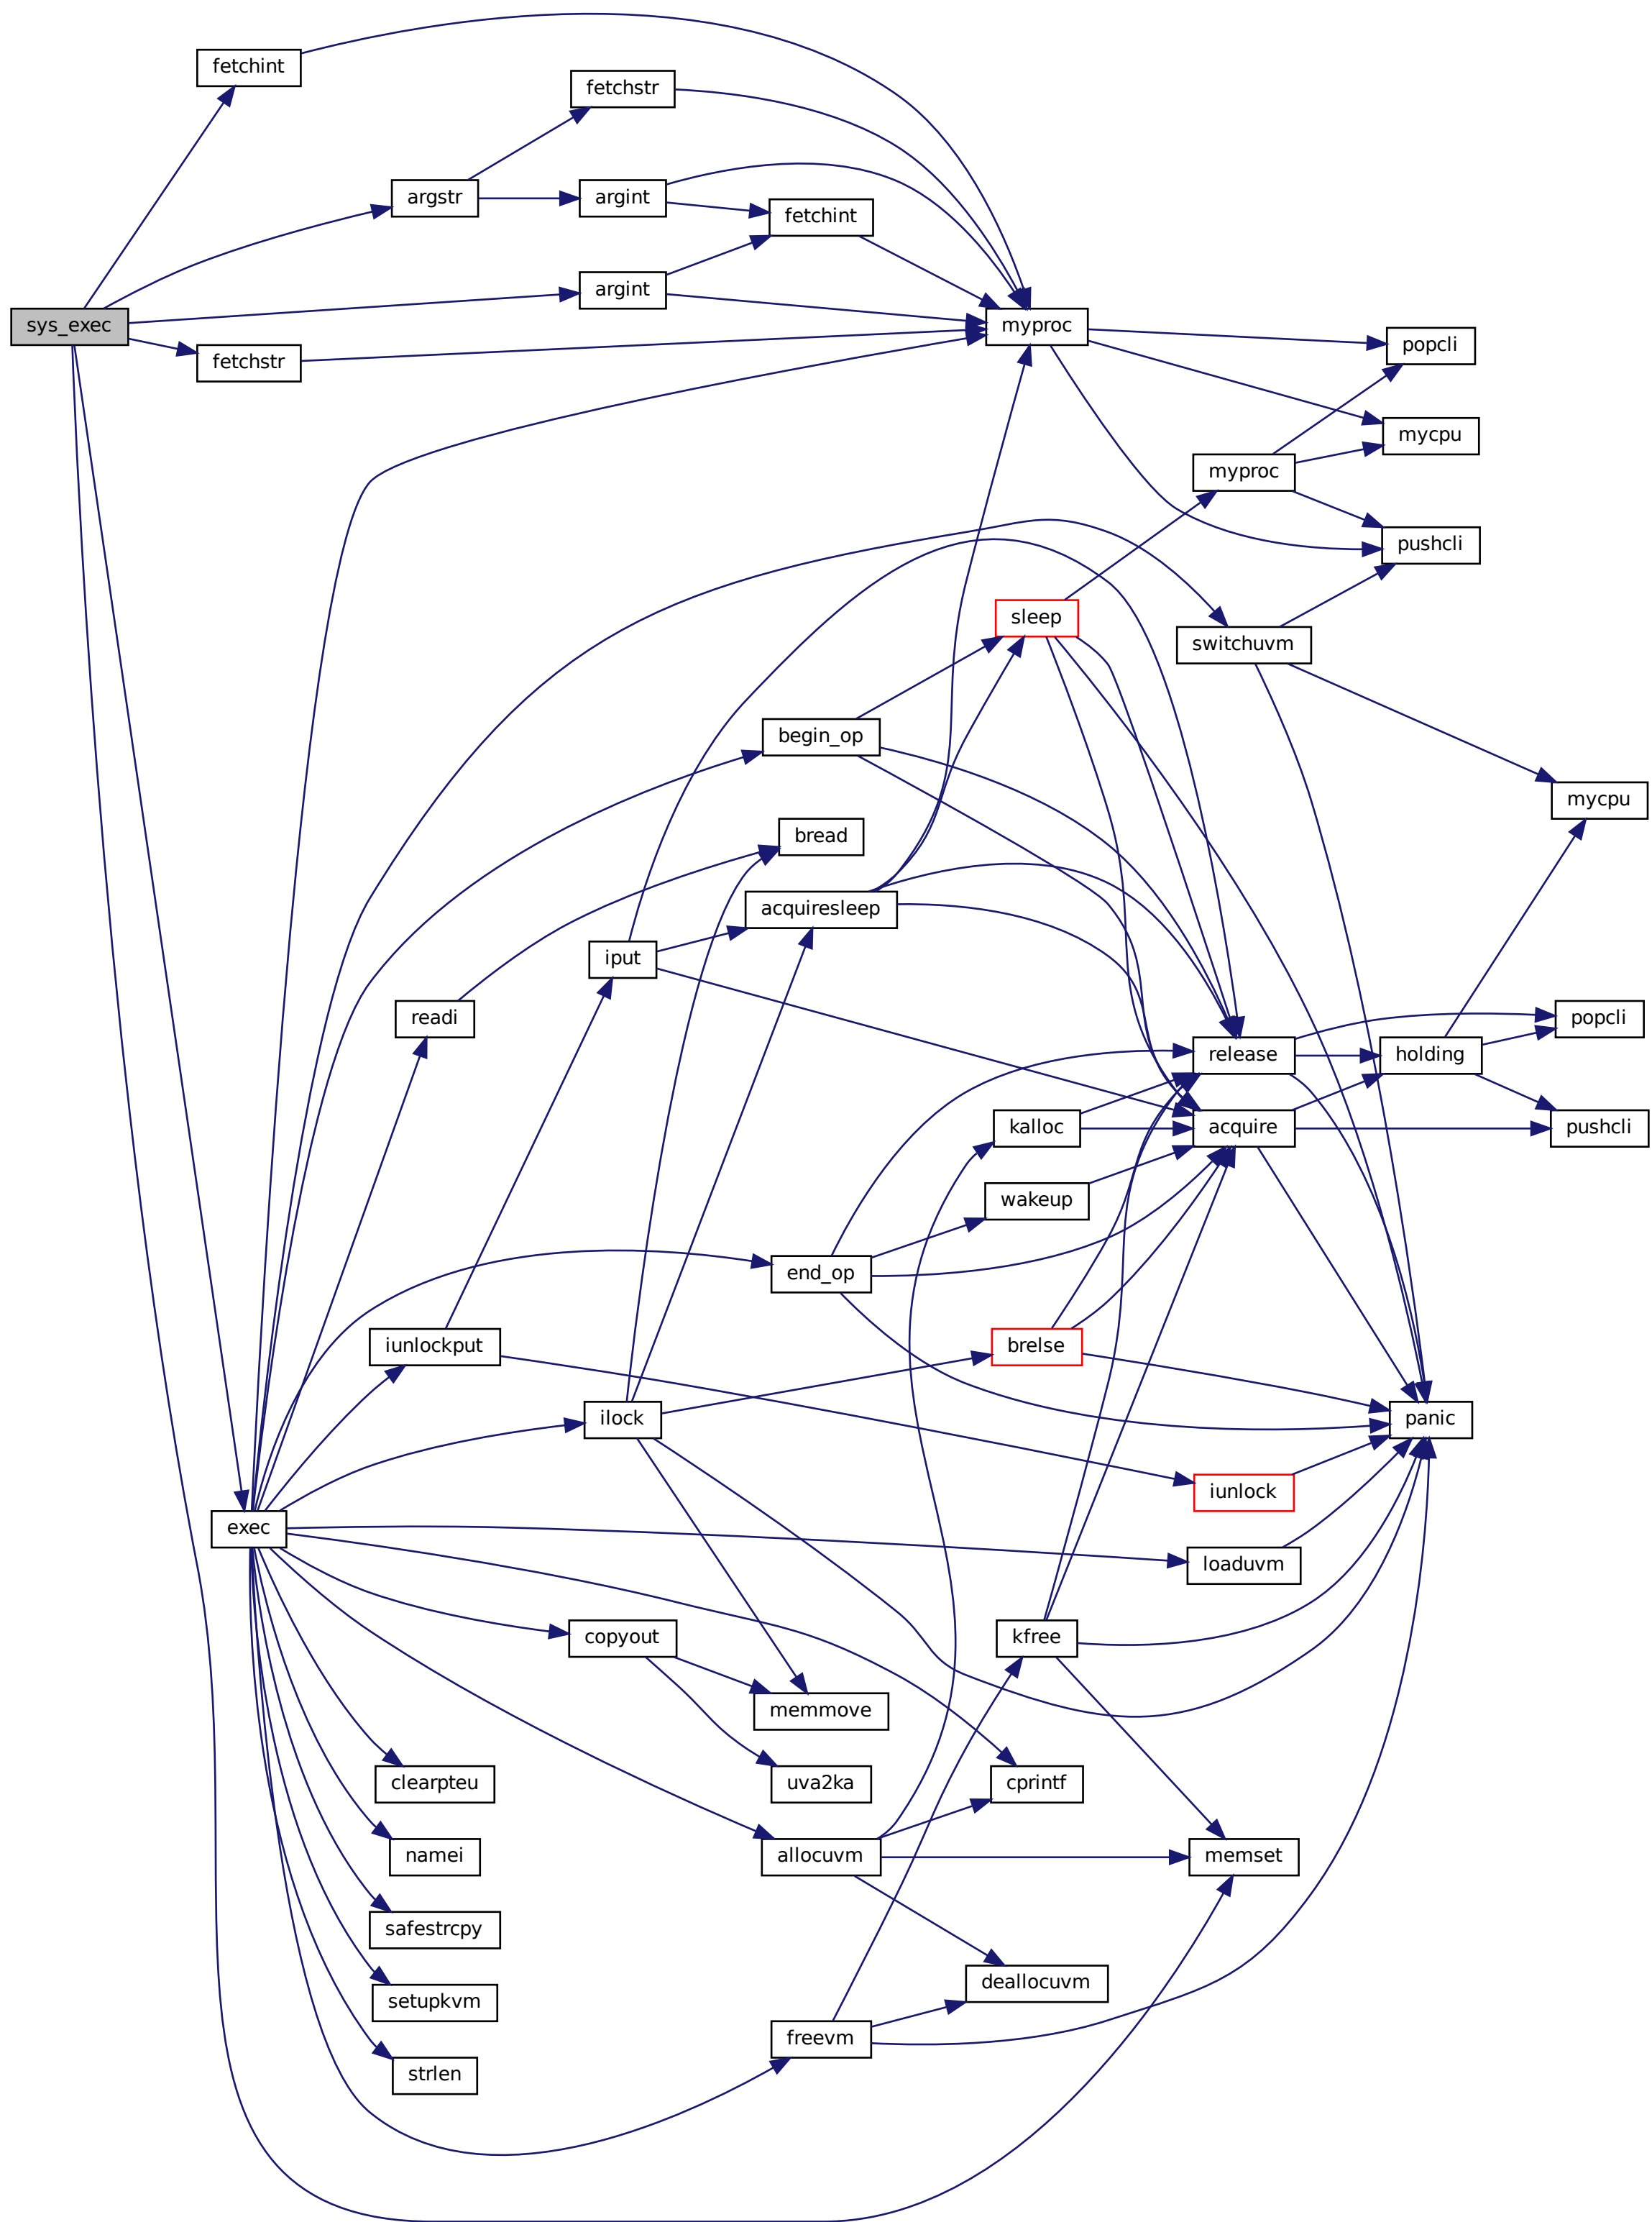 fetchint
fetchstr
argstr
argint
fetchint
argint
sys_exec
myproc
fetchstr
popcli
mycpu
myproc
pushcli
sleep
switchuvm
begin_op
mycpu
bread
acquiresleep
iput
readi
popcli
release
holding
kalloc
acquire
pushcli
wakeup
end_op
iunlockput
brelse
ilock
panic
iunlock
exec
loaduvm
copyout
kfree
memmove
clearpteu
uva2ka
cprintf
namei
allocuvm
memset
safestrcpy
setupkvm
deallocuvm
freevm
strlen